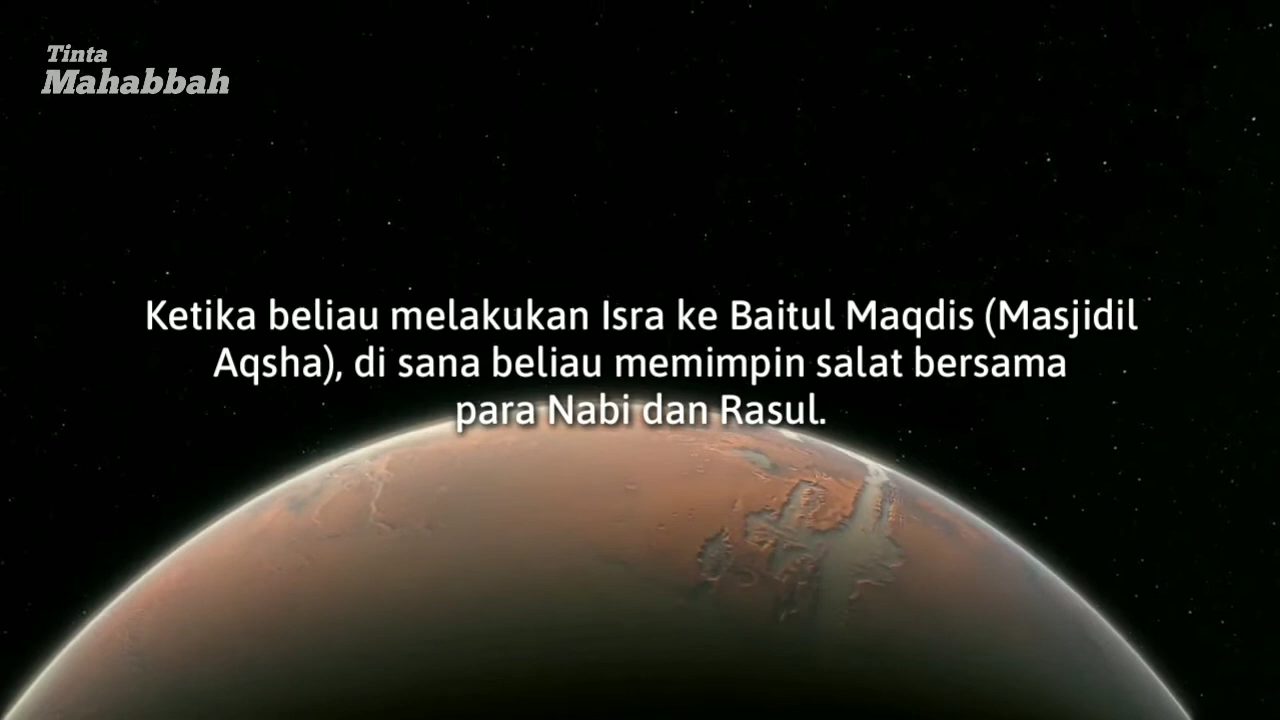 Tinta
Mahabbah
Ketika beliau melakukan Isra ke Baitul Maqdis (Masjidil
Aqsha), di sana beliau memimpin salat bersama
para Nabi dan Rasul.